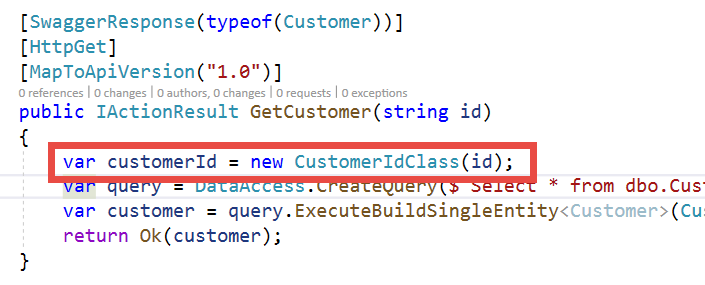 [SwaggerResponse(typeof(Customer))]
[HttpGet]
[MapToApiVersion("1.0")]
0 references | 0 changes | 0 authors, 0 changes | 0 requests | 0 exceptions
public IActionResult GetCustomer(string id)
{
var customerId = new CustomerIdClass(id);
var query = DataAccess.CreateQuery($"Select * from dbo.Cus
var customer = query.ExecuteBuildSingleEntity<Customer>(Cu
return Ok(customer);
}